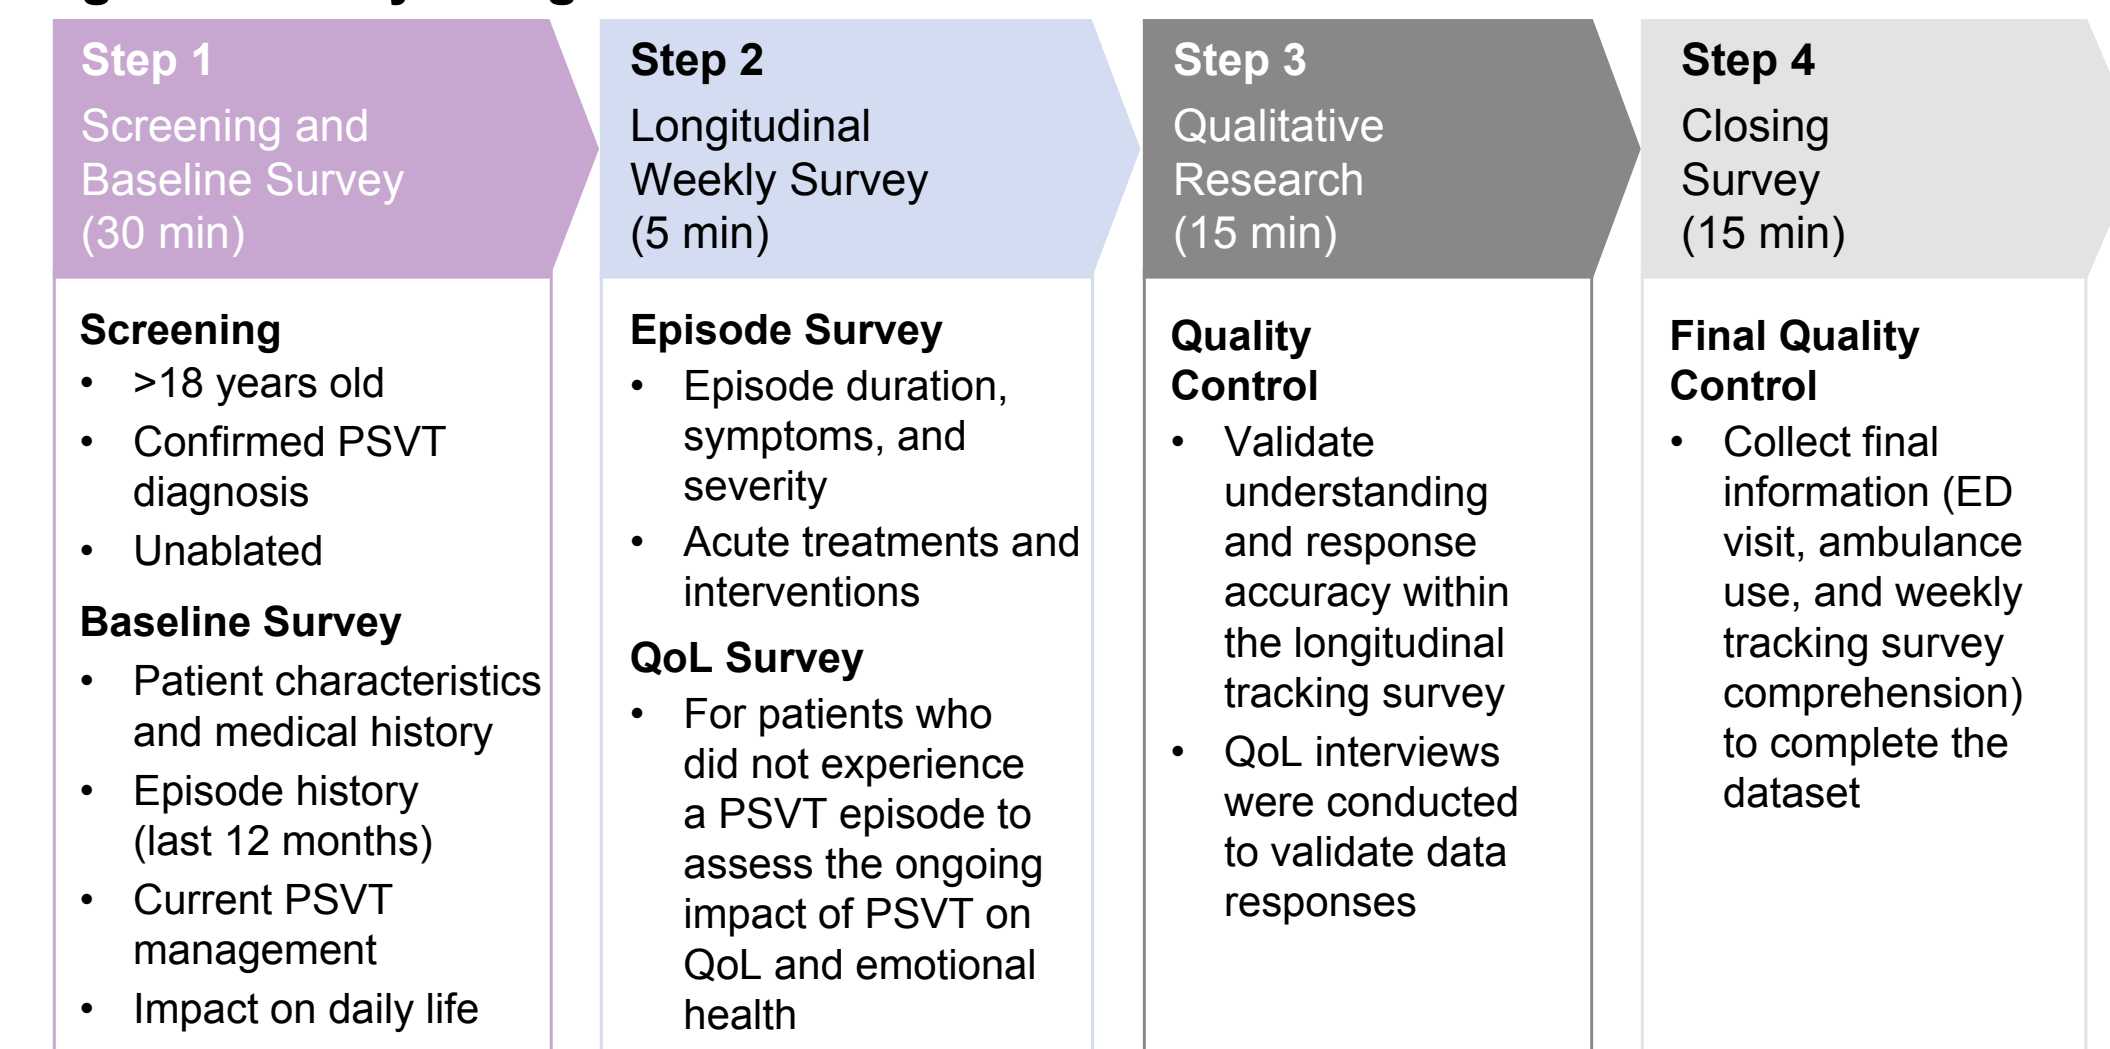 Step 1
Screening and
Baseline Survey
(30 min)
Screening
• >18 years old
• Confirmed PSVT
diagnosis
• Unablated
Baseline Survey
• Patient characteristics
and medical history
• Episode history
(last 12 months)
• Current PSVT
management
• Impact on daily life
Step 2
Longitudinal
Weekly Survey
(5 min)
Episode Survey
• Episode duration,
symptoms, and
severity
• Acute treatments and
interventions
QoL Survey
• For patients who
did not experience
a PSVT episode to
assess the ongoing
impact of PSVT on
QoL and emotional
health
Step 3
Qualitative
Research
(15 min)
Quality
Control
• Validate
understanding
and response
accuracy within
the longitudinal
tracking survey
• QoL interviews
were conducted
to validate data
responses
Step 4
Closing
Survey
(15 min)
Final Quality
Control
• Collect final
information (ED
visit, ambulance
use, and weekly
tracking survey
comprehension)
to complete the
dataset